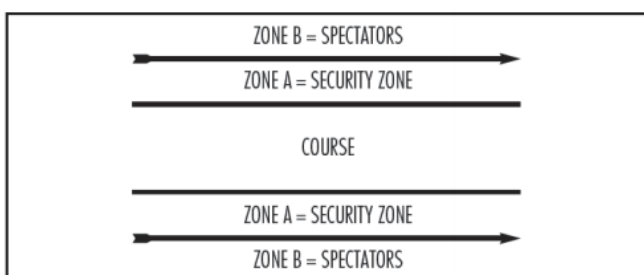 ZONE B = SPECTATORS
ZONE A = SECURITY ZONE
COURSE
ZONE A = SECURITY ZONE
ZONE B = SPECTATORS